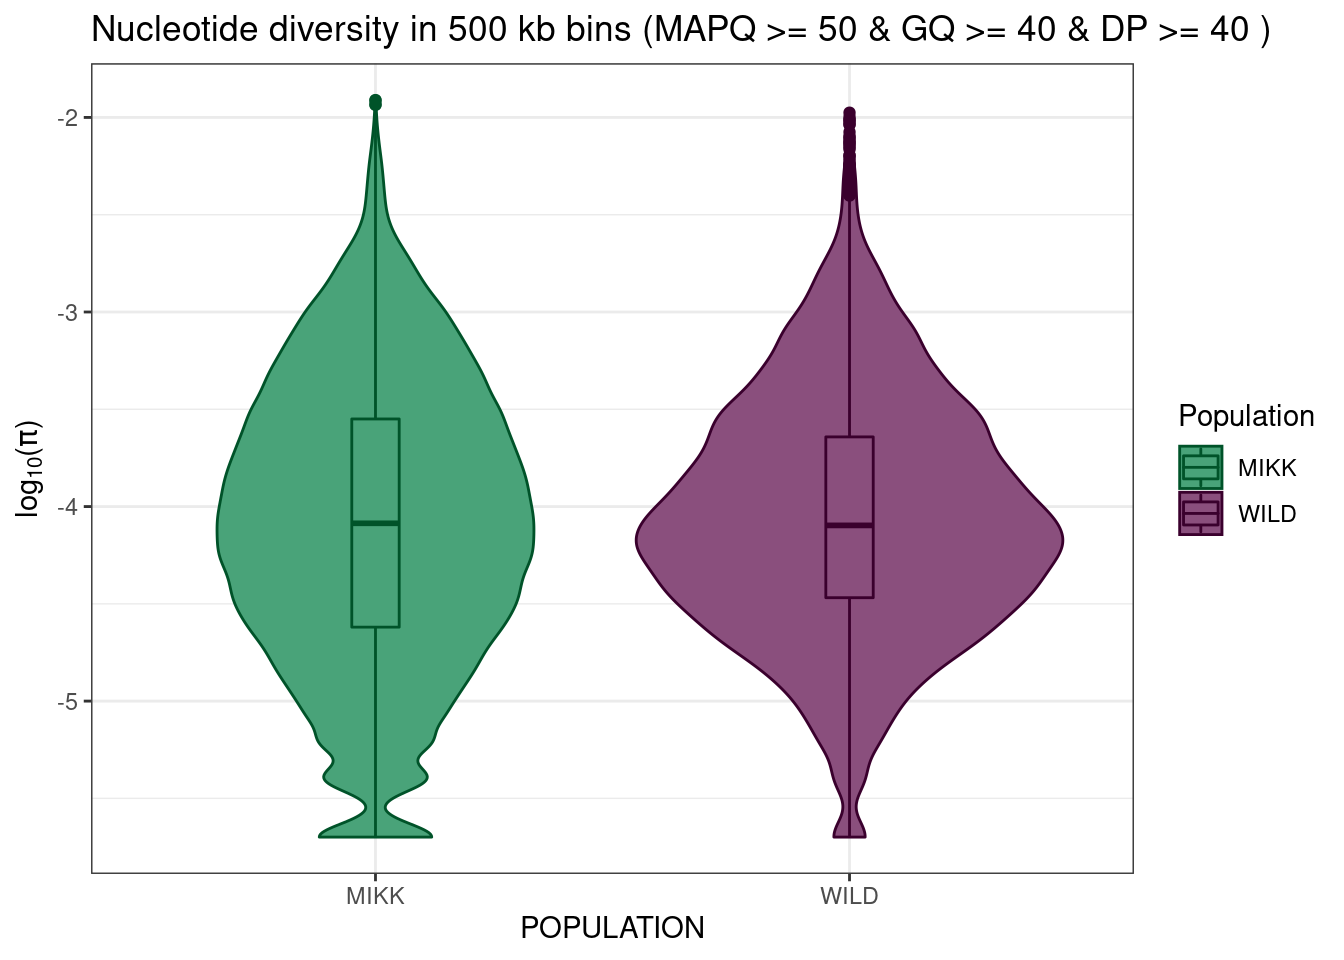 Nucleotide diversity in 500 kb bins (MAPQ >= 50 & GQ >= 40 & DP >= 40 )
-2
-3
-4
-5
log₁₀(π)
MIKK
WILD
POPULATION
Population
MIKK
WILD